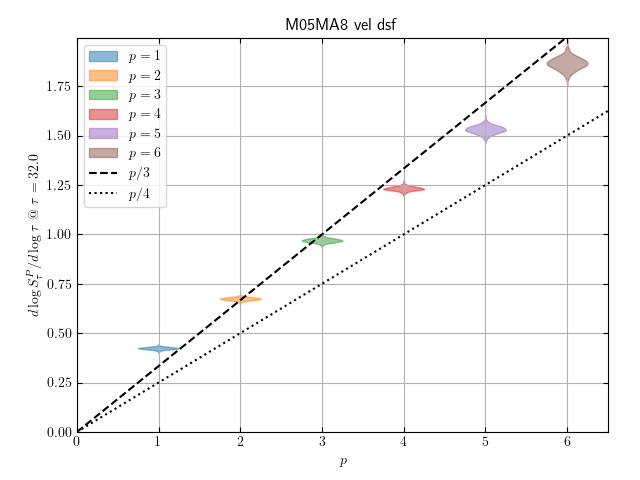 M05MA8 vel dsf
p = 1
p = 2
p = 3
p = 4
p = 5
p = 6
p/3
p/4
d log S_τ^P / d log τ @ τ = 32.0
1.75
1.50
1.25
1.00
0.75
0.50
0.25
0.00
0 1 2 3 4 5 6
p